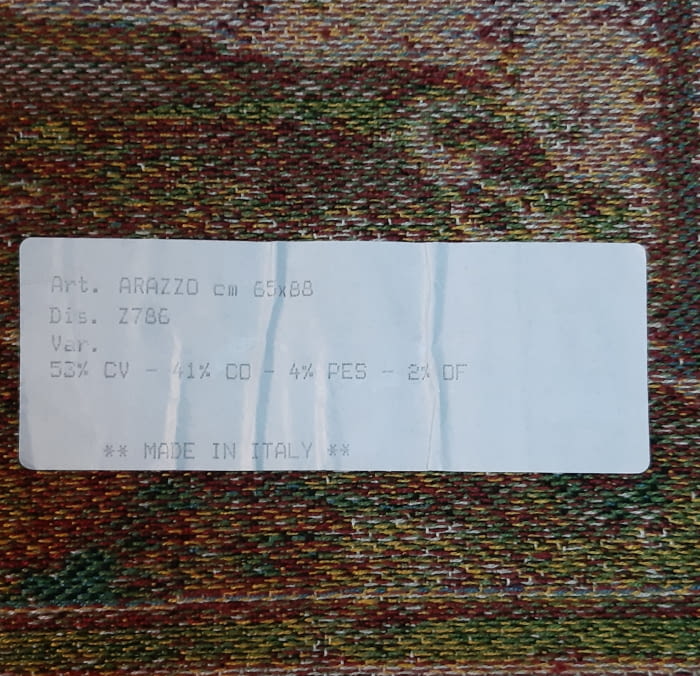 Art. ARAZZO cm 65x88
Dis. Z786
Var.
53% CV - 41% CO - 4% PES - 2% OF
** MADE IN ITALY **